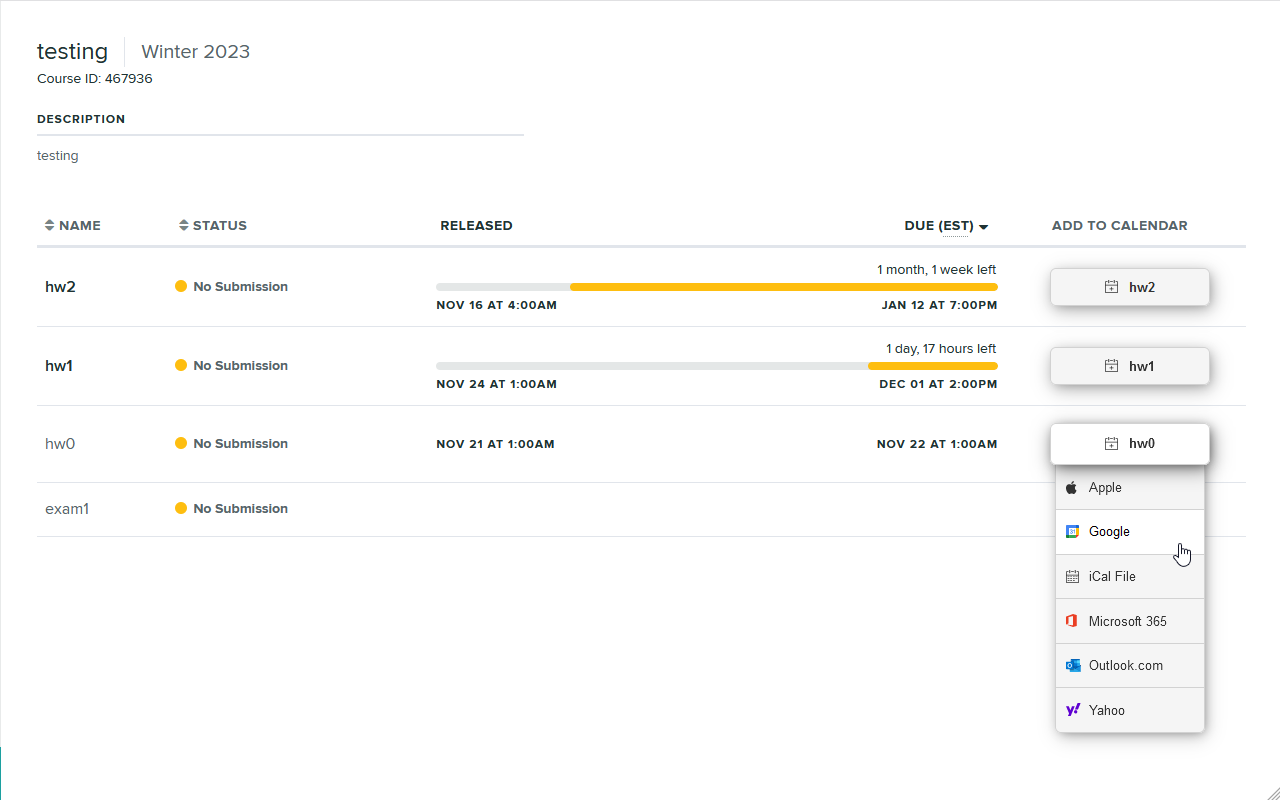 testing
Winter 2023
Course ID: 467936
DESCRIPTION
testing
NAME STATUS RELEASED DUE (EST) ADD TO CALENDAR
1 month, 1 week left
hw2 No Submission hw2
NOV 16 AT 4:00AM JAN 12 AT 7:00PM
1 day, 17 hours left
hw1 No Submission hw1
NOV 24 AT 1:00AM DEC 01 AT 2:00PM
hw0 No Submission NOV 21 AT 1:00AM NOV 22 AT 1:00AM hw0
Apple
exam1 No Submission
Google
iCal File
Microsoft 365
Outlook.com
Yahoo